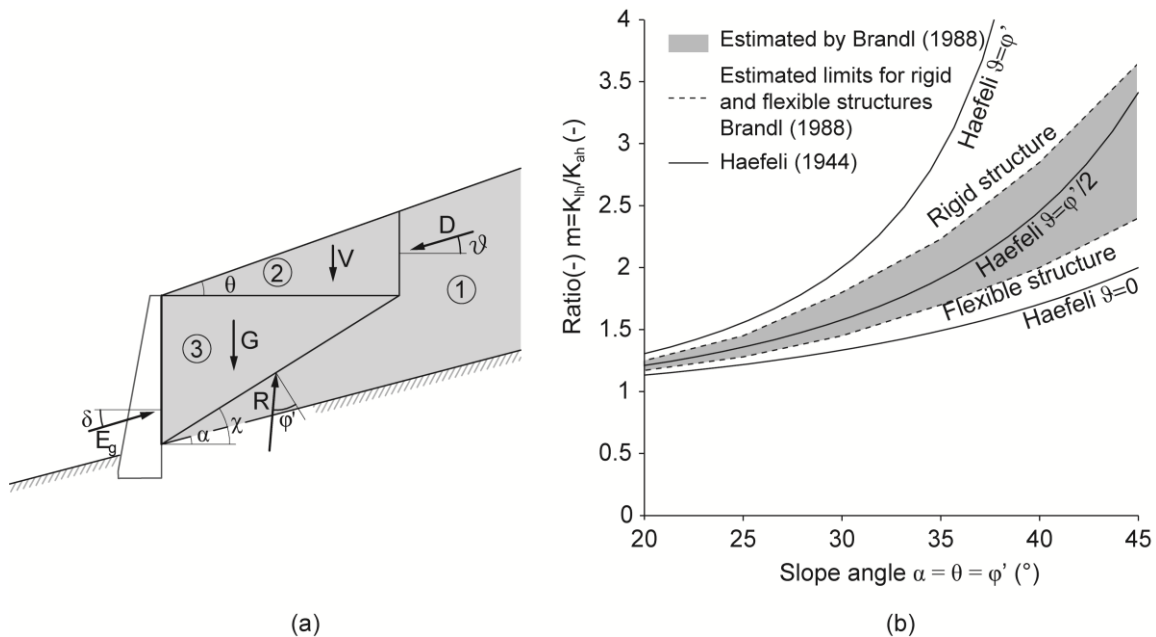 D
ϑ
② V
①
θ
③ G
δ
E_g
R
α χ φ'
(a)
4
3.5
3
2.5
2
1.5
1
0.5
0
Ratio(-) m=K_lh/K_ah (-)
Estimated by Brandl (1988)
Estimated limits for rigid
and flexible structures
Brandl (1988)
Haefeli (1944)
Haefeli ϑ=φ'
Rigid structure
Haefeli ϑ=φ'/2
Flexible structure
Haefeli ϑ=0
20 25 30 35 40 45
Slope angle α = θ = φ' (°)
(b)